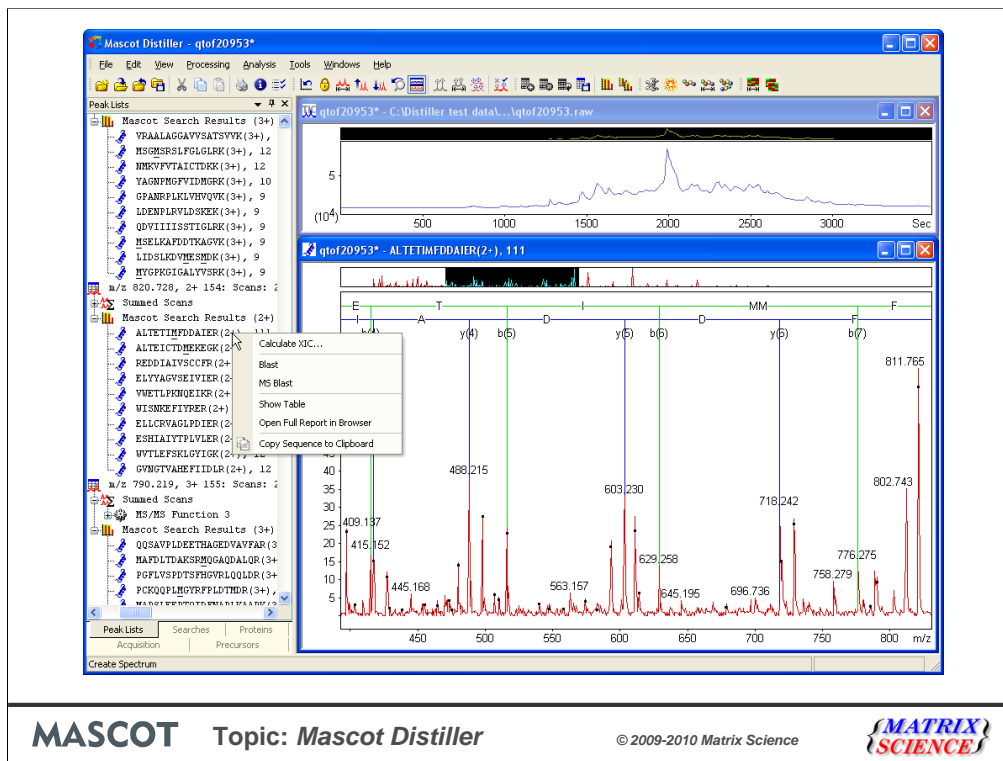 Mascot Distiller - qtof20953*
File Edit View Processing Analysis Tools Windows Help
Peak Lists
Mascot Search Results (3+)
VRAALAGGAVVSATSVVK(3+),
MSGMSRSLFGLGLRK(3+), 12
NMKVFVTAICTDKK(3+), 12
YAGNPMGFVIDMGRK(3+), 10
GPANRPLKLVHVQVK(3+), 9
LDENPLRVLDSKEK(3+), 9
QDVIIIISSTIGLRK(3+), 9
MSELKAFDDTKAGVK(3+), 9
LIDSLKDVMESMDK(3+), 9
MYGPKGIGALYVSRK(3+), 9
m/z 820.728, 2+ 154: Scans: 2
Summed Scans
Mascot Search Results (2+)
ALTETIMFDDAIER(2+), 111
ALTEICTDMEKEGK(2
REDDIAIVSCCFR(2+
ELYYAGVSEIVIER(2
VWETLPKNQEIKR(2+
WISNKEFIYRER(2+)
ELLCRVAGLPDIER(2
ESHIAIYTPLVLER(2
WVTLEFSKLGYIGK(2+), 12
GVNGTVAHEFIIDLR(2+), 12
m/z 790.219, 3+ 155: Scans: 2
Summed Scans
MS/MS Function 3
Mascot Search Results (3+)
QQSAVPLDEETHAGEDVAVFAR(3
MAFDLTDAKSRMQGAQDALQR(3+
PGFLVSPDTSFHGVRLQQLDR(3+
PCKQQPLMGYRFPLDTMDR(3+),
Peak Lists Searches Proteins
Acquisition Precursors
Create Spectrum
Calculate XIC...
Blast
MS Blast
Show Table
Open Full Report in Browser
Copy Sequence to Clipboard
qtof20953* - C:\Distiller test data\...\qtof20953.raw
5
(10^4)
500 1000 1500 2000 2500 3000 Sec
qtof20953* - ALTETIMFDDAIER(2+), 111
E T I MM F
I A D D F
b(4) y(4) b(5) y(5) b(6) y(6) b(7)
811.765
802.743
488.215
603.230
718.242
409.137
415.152
629.258
776.275
758.279
445.168
563.157
645.195
696.736
45
40
35
30
25
20
15
10
5
450 500 550 600 650 700 750 800 m/z
MASCOT Topic: Mascot Distiller © 2009-2010 Matrix Science {MATRIX SCIENCE}